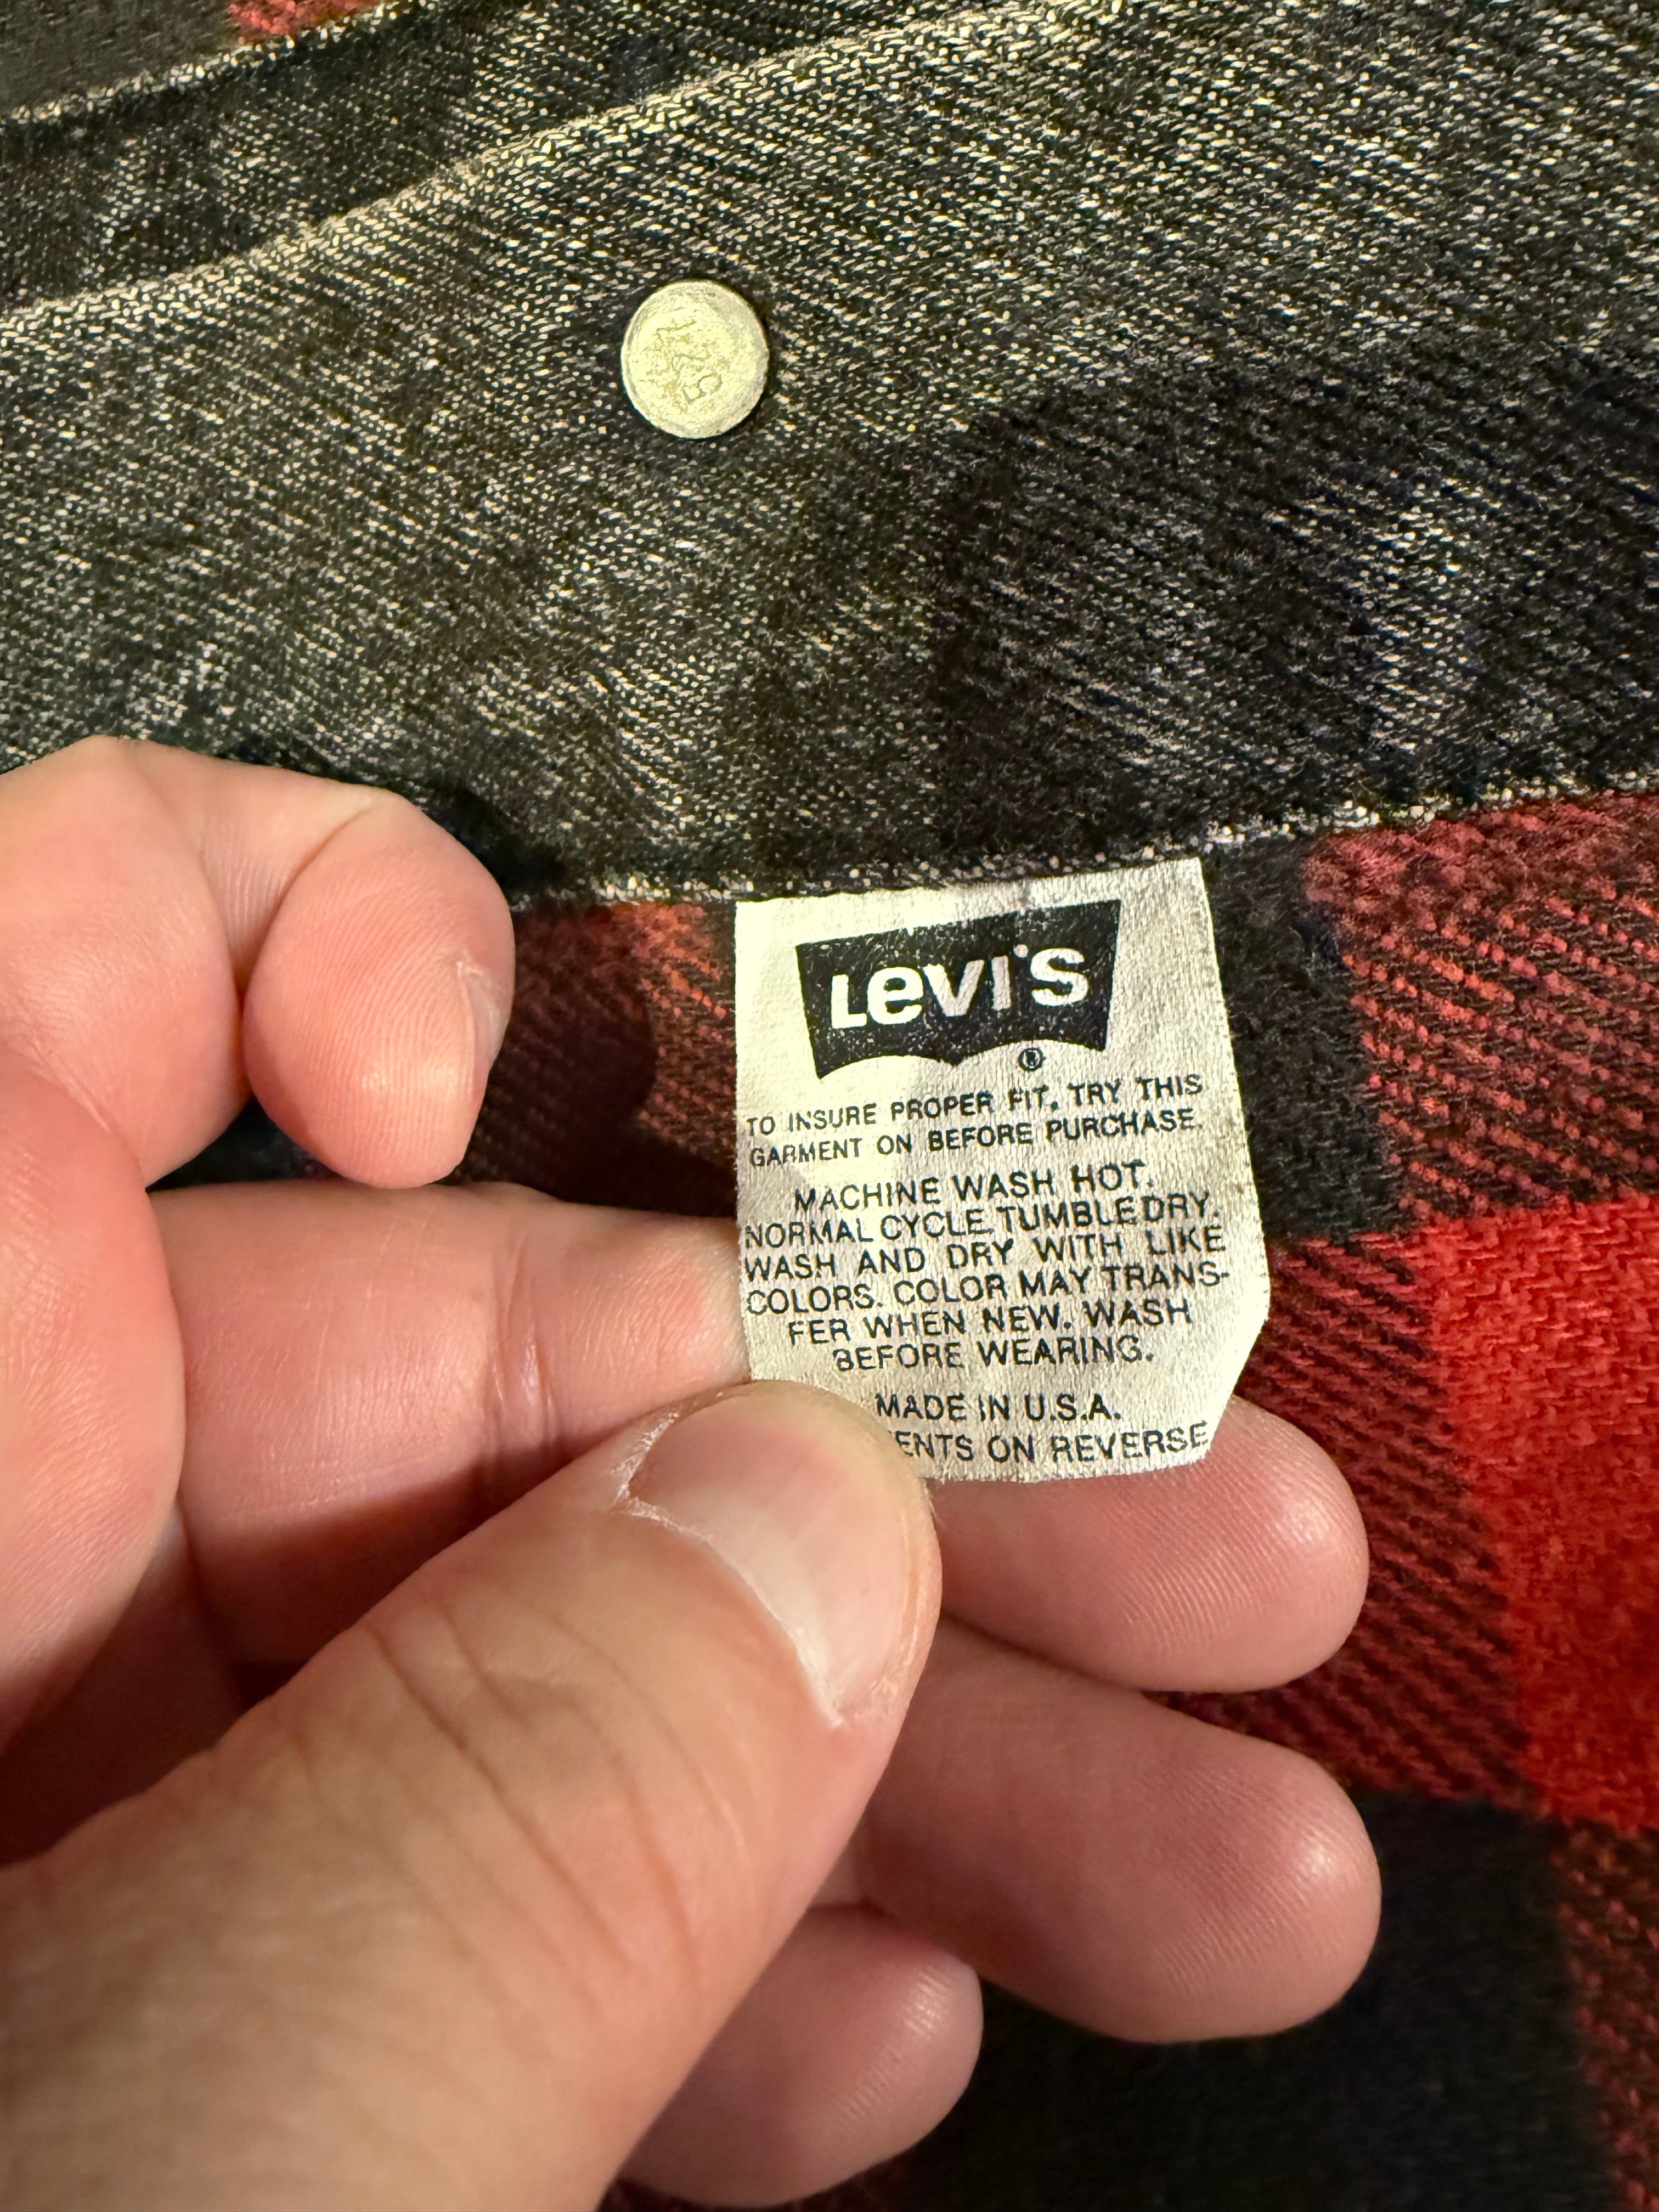 LEVI'S
®
TO INSURE PROPER FIT, TRY THIS
GARMENT ON BEFORE PURCHASE.
MACHINE WASH HOT.
NORMAL CYCLE. TUMBLE DRY.
WASH AND DRY WITH LIKE
COLORS. COLOR MAY TRANS-
FER WHEN NEW. WASH
BEFORE WEARING.
MADE IN U.S.A.
ENTS ON REVERSE